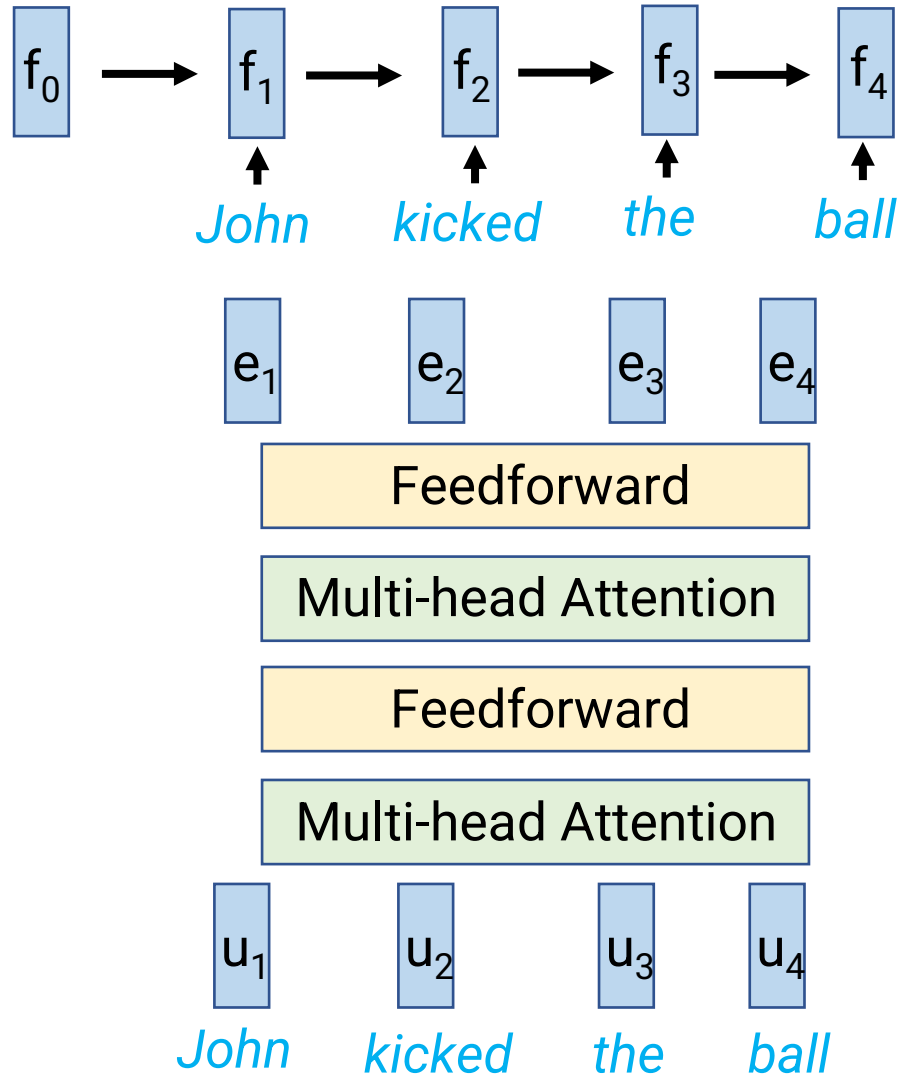 f₀ f₁ f₂ f₃ f₄
John kicked the ball
e₁ e₂ e₃ e₄
Feedforward
Multi-head Attention
Feedforward
Multi-head Attention
u₁ u₂ u₃ u₄
John kicked the ball